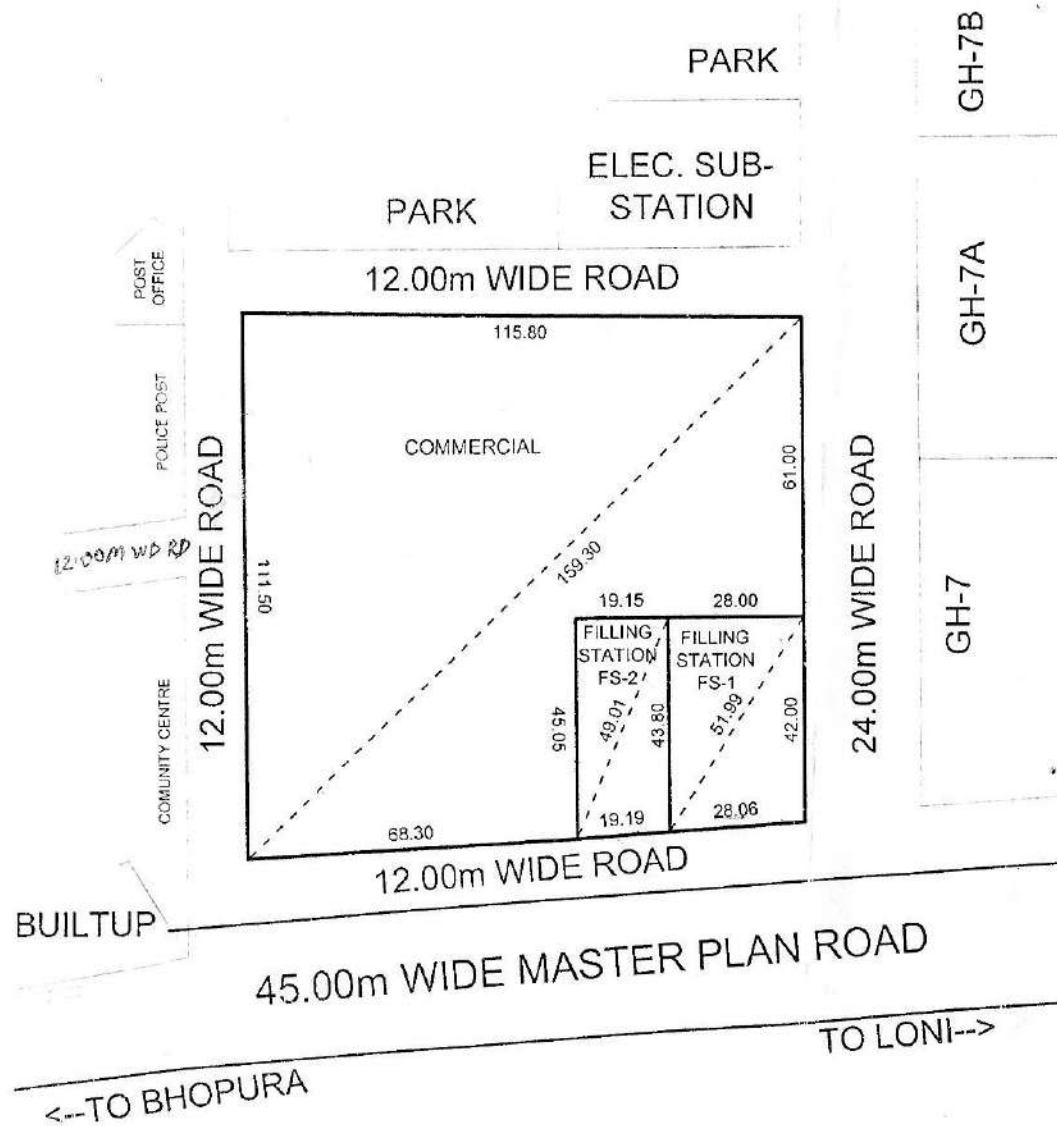 PARK
GH-7B
ELEC. SUB-
STATION
PARK
POST
OFFICE
12.00m WIDE ROAD
GH-7A
115.80
POLICE POST
COMMERCIAL
61.00
12.00m WIDE ROAD
24.00m WIDE ROAD
12.00M WD RD
159.30
111.50
19.15
28.00
GH-7
FILLING
STATION
FS-2
FILLING
STATION
FS-1
45.05
49.01
43.80
51.99
42.00
COMUNITY CENTRE
68.30
19.19
28.06
12.00m WIDE ROAD
BUILTUP
45.00m WIDE MASTER PLAN ROAD
TO LONI-->
<--TO BHOPURA